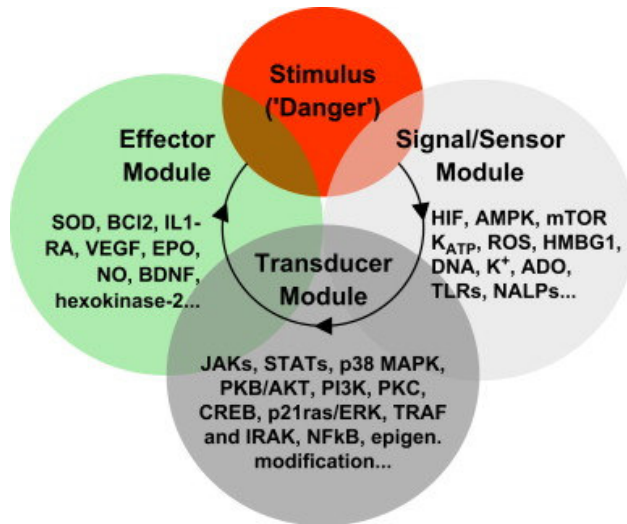 Stimulus
('Danger')
Effector
Module
SOD, BCl2, IL1-
RA, VEGF, EPO,
NO, BDNF,
hexokinase-2...
Signal/Sensor
Module
HIF, AMPK, mTOR
K_ATP, ROS, HMBG1,
DNA, K⁺, ADO,
TLRs, NALPs...
Transducer
Module
JAKs, STATs, p38 MAPK,
PKB/AKT, PI3K, PKC,
CREB, p21ras/ERK, TRAF
and IRAK, NFkB, epigen.
modification...